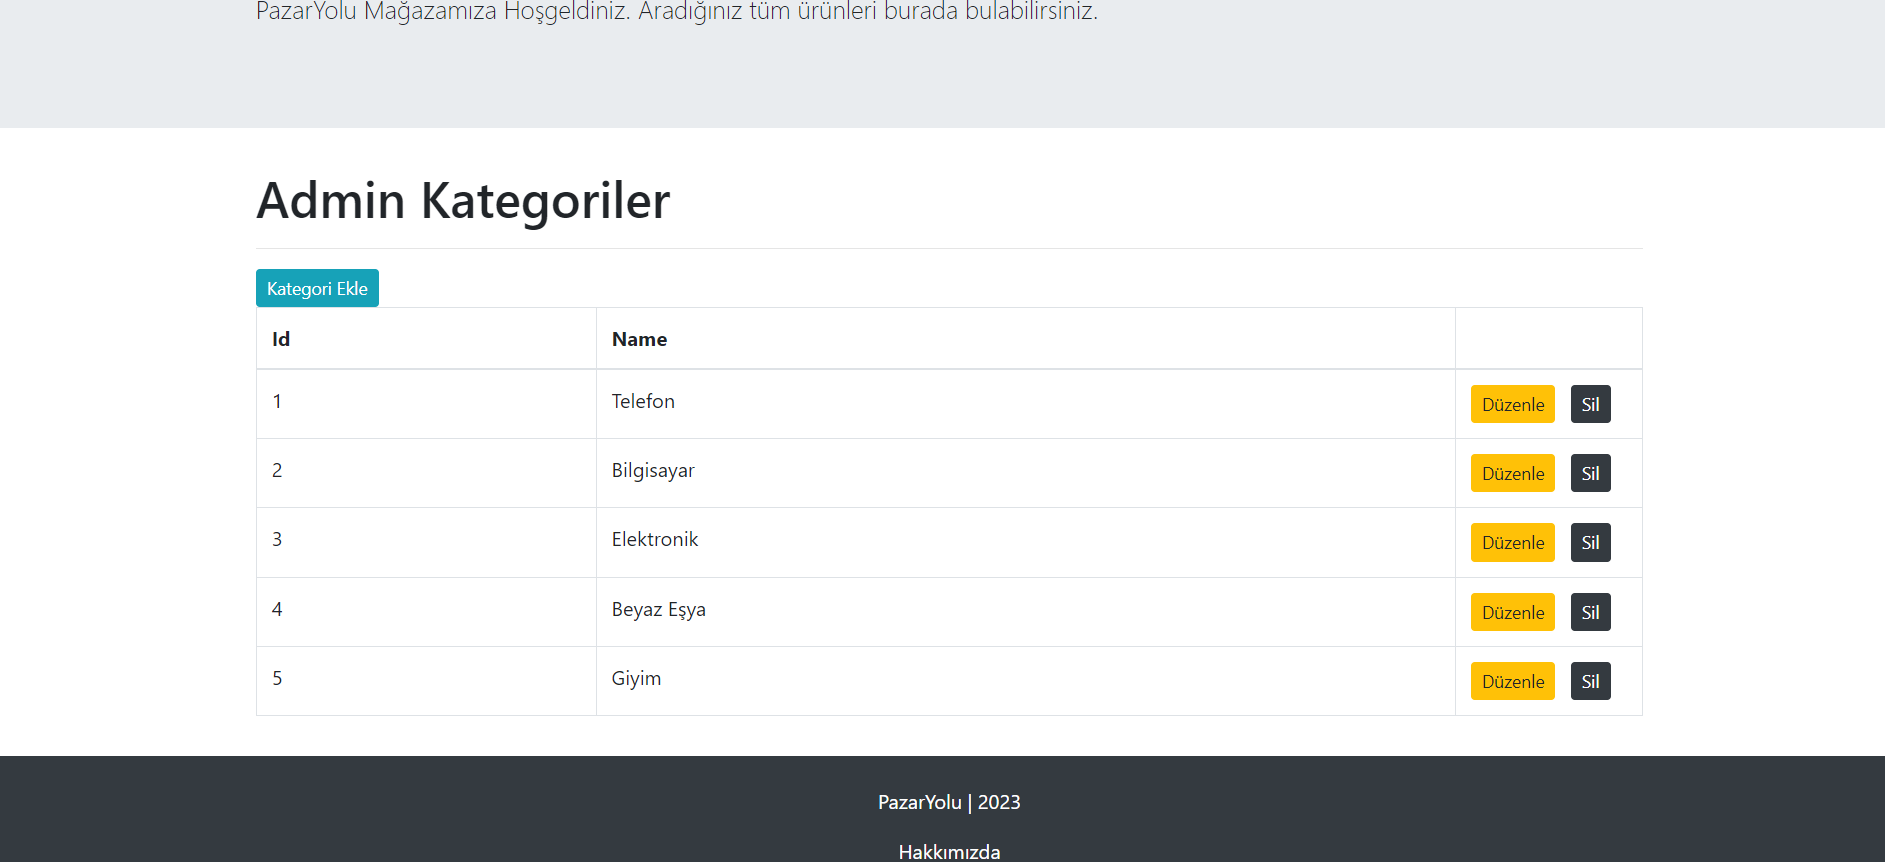 PazarYolu Mağazamıza Hoşgeldiniz. Aradığınız tüm ürünleri burada bulabilirsiniz.
Admin Kategoriler
Kategori Ekle
Id Name
1 Telefon Düzenle Sil
2 Bilgisayar Düzenle Sil
3 Elektronik Düzenle Sil
4 Beyaz Eşya Düzenle Sil
5 Giyim Düzenle Sil
PazarYolu | 2023
Hakkımızda